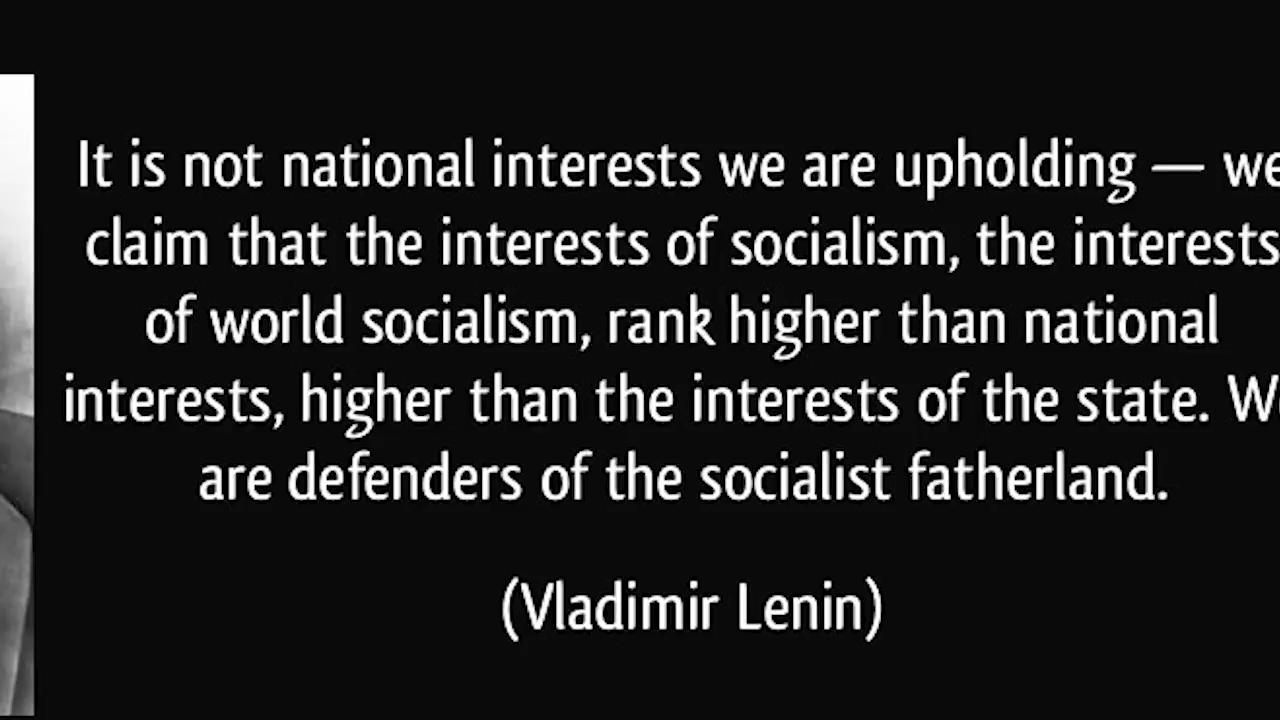 It is not national interests we are upholding — we
claim that the interests of socialism, the interests
of world socialism, rank higher than national
interests, higher than the interests of the state. W
are defenders of the socialist fatherland.
(Vladimir Lenin)